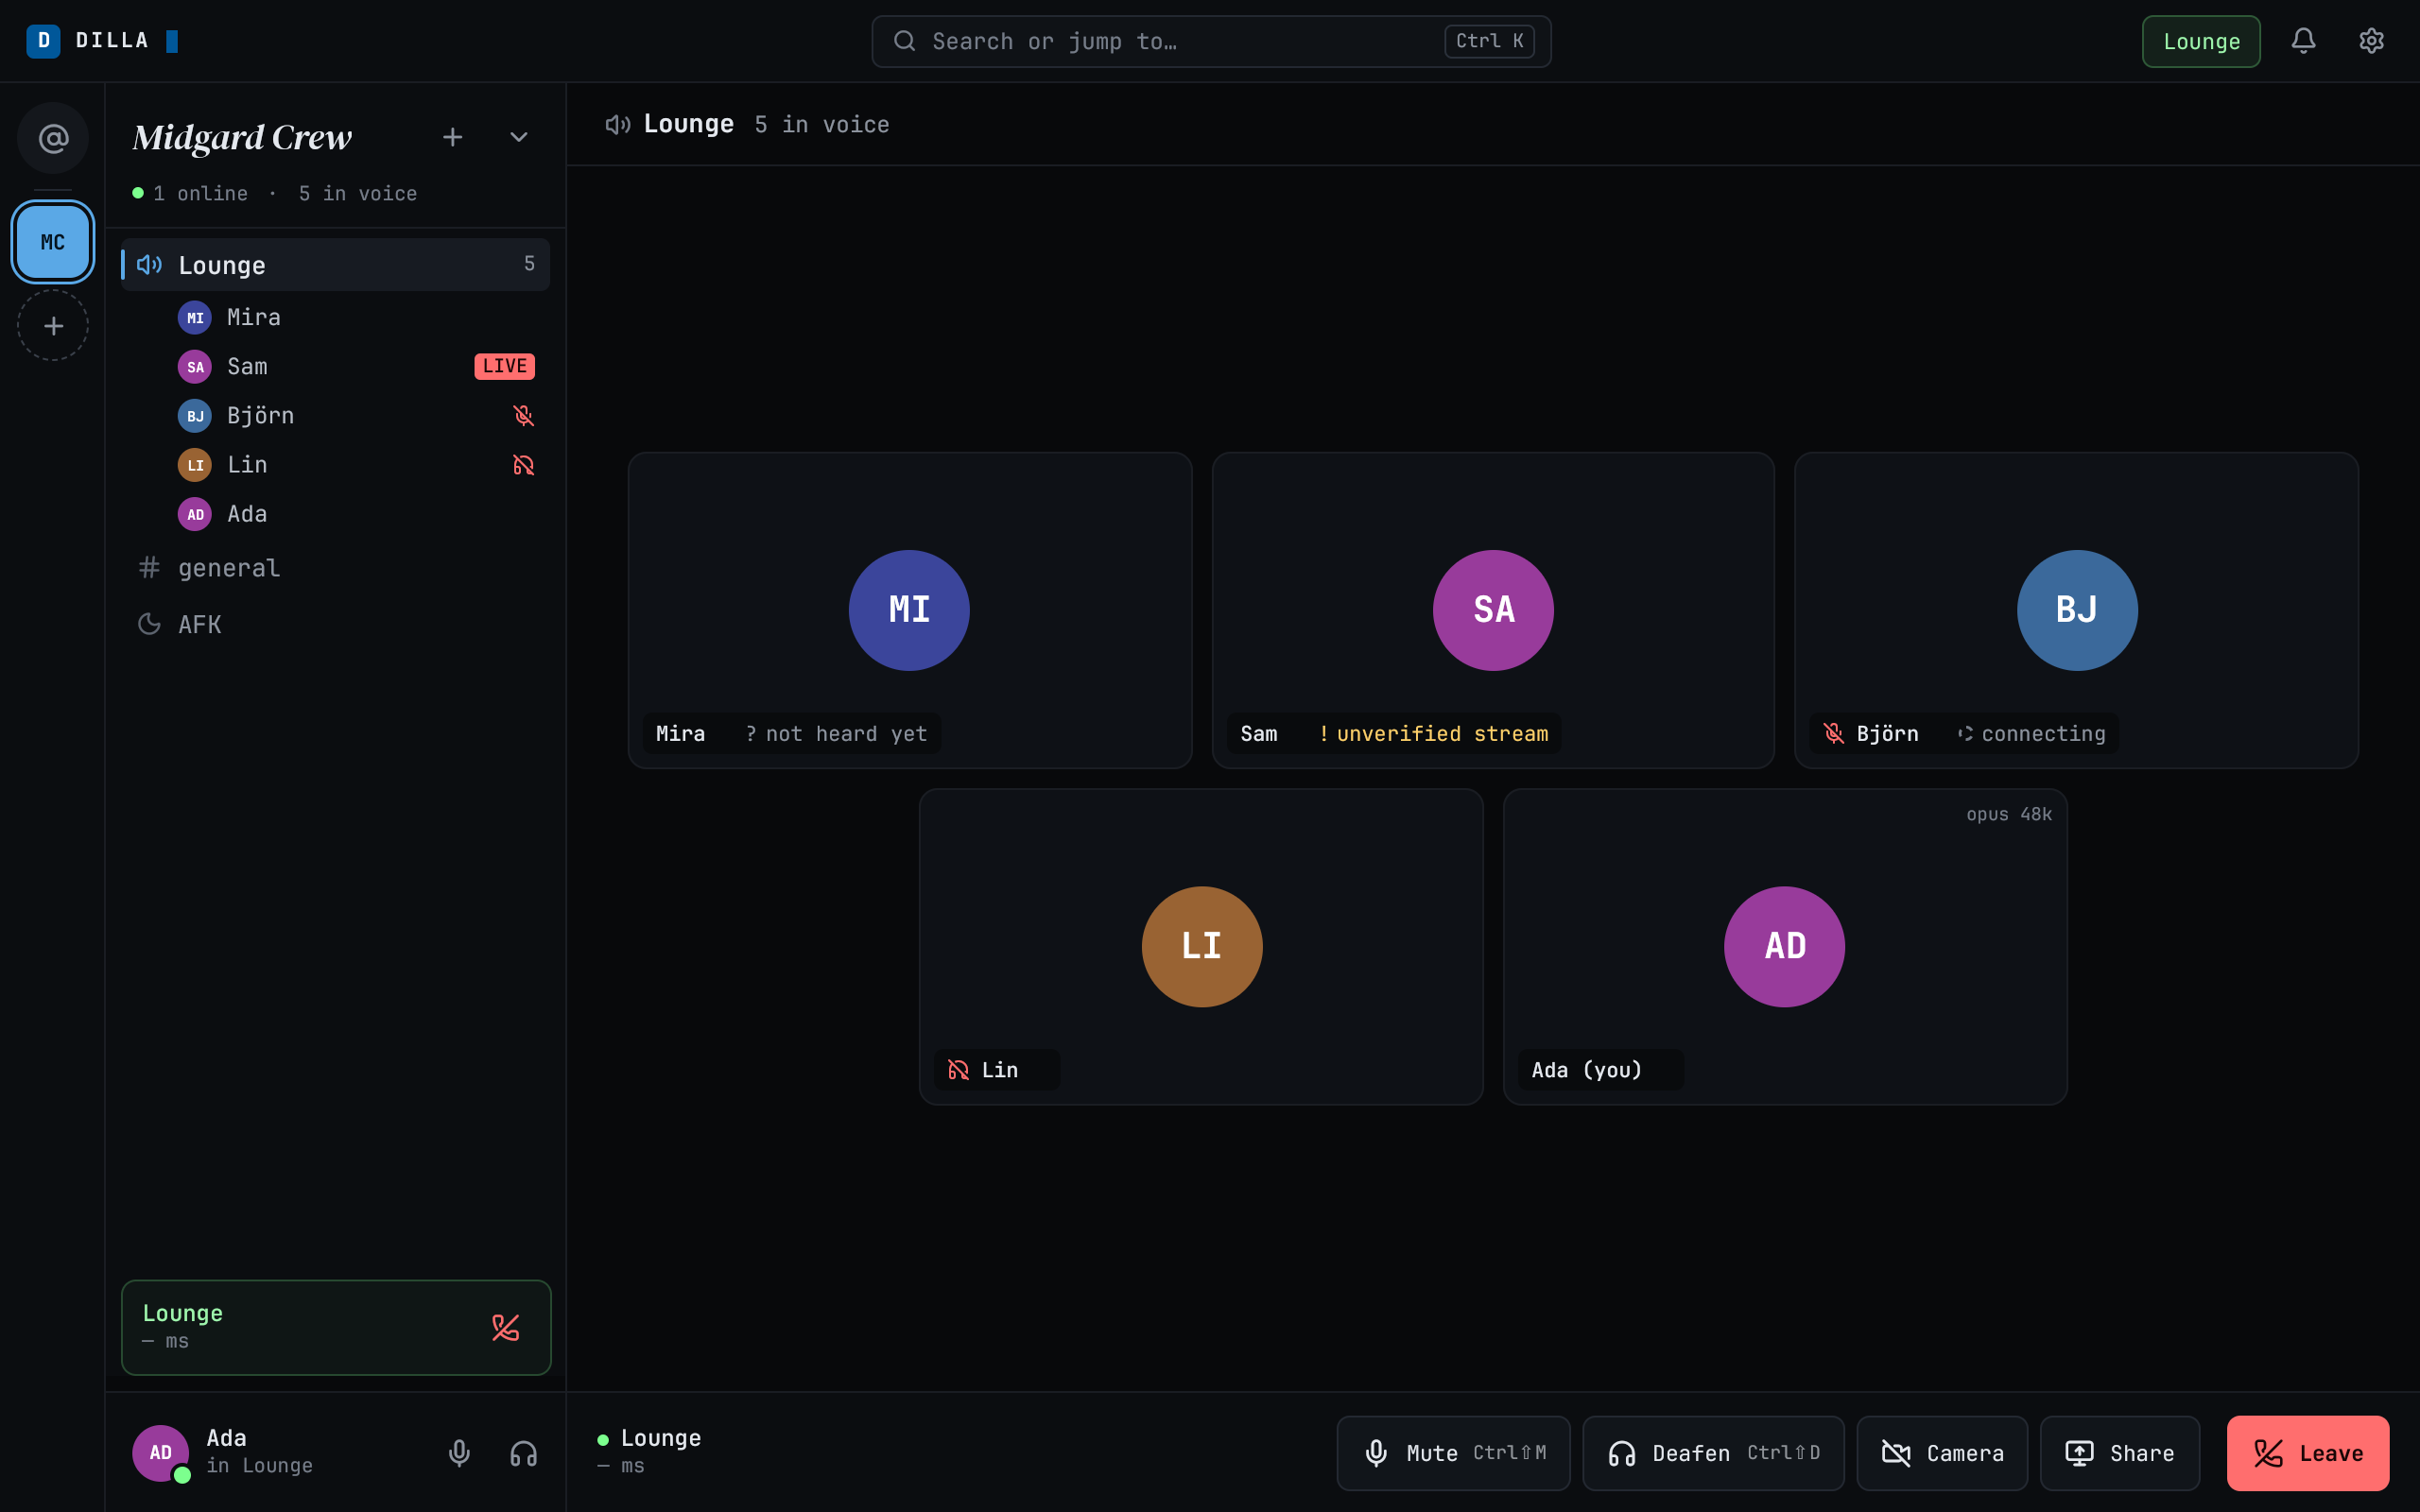 D DILLA
Search or jump to… Ctrl K
Lounge
@
Midgard Crew
1 online · 5 in voice
MC
Lounge 5
MI Mira
SA Sam LIVE
BJ Björn
LI Lin
AD Ada
general
AFK
Lounge
— ms
AD Ada
in Lounge
Lounge 5 in voice
MI
Mira ? not heard yet
SA
Sam ! unverified stream
BJ
Björn connecting
LI
Lin
opus 48k
AD
Ada (you)
Lounge
— ms
Mute Ctrl⇧M
Deafen Ctrl⇧D
Camera
Share
Leave